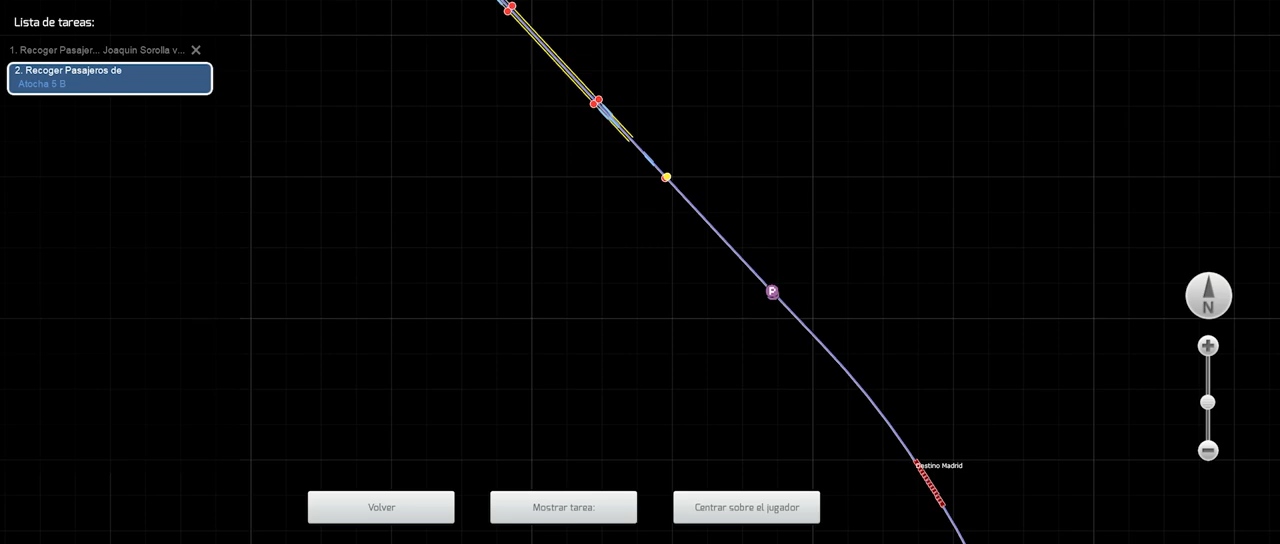 Lista de tareas:
1. Recoger Pasajer... Joaquin Sorolla v...
2. Recoger Pasajeros de
Atocha 5 B
P
N
Destino Madrid
Volver
Mostrar tarea:
Centrar sobre el jugador